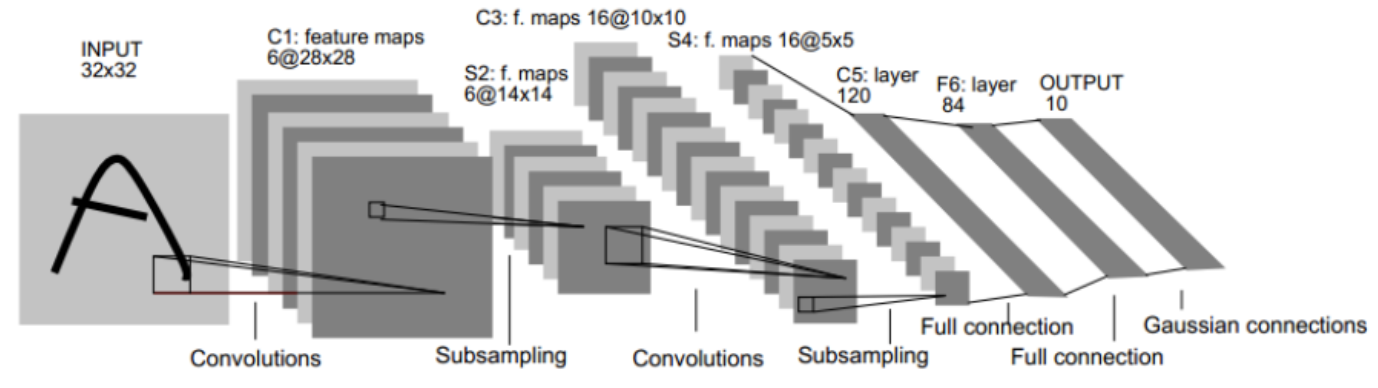 INPUT
32x32
C1: feature maps
6@28x28
S2: f. maps
6@14x14
C3: f. maps 16@10x10
S4: f. maps 16@5x5
C5: layer
120
F6: layer
84
OUTPUT
10
Convolutions
Subsampling
Convolutions
Subsampling
Full connection
Full connection
Gaussian connections